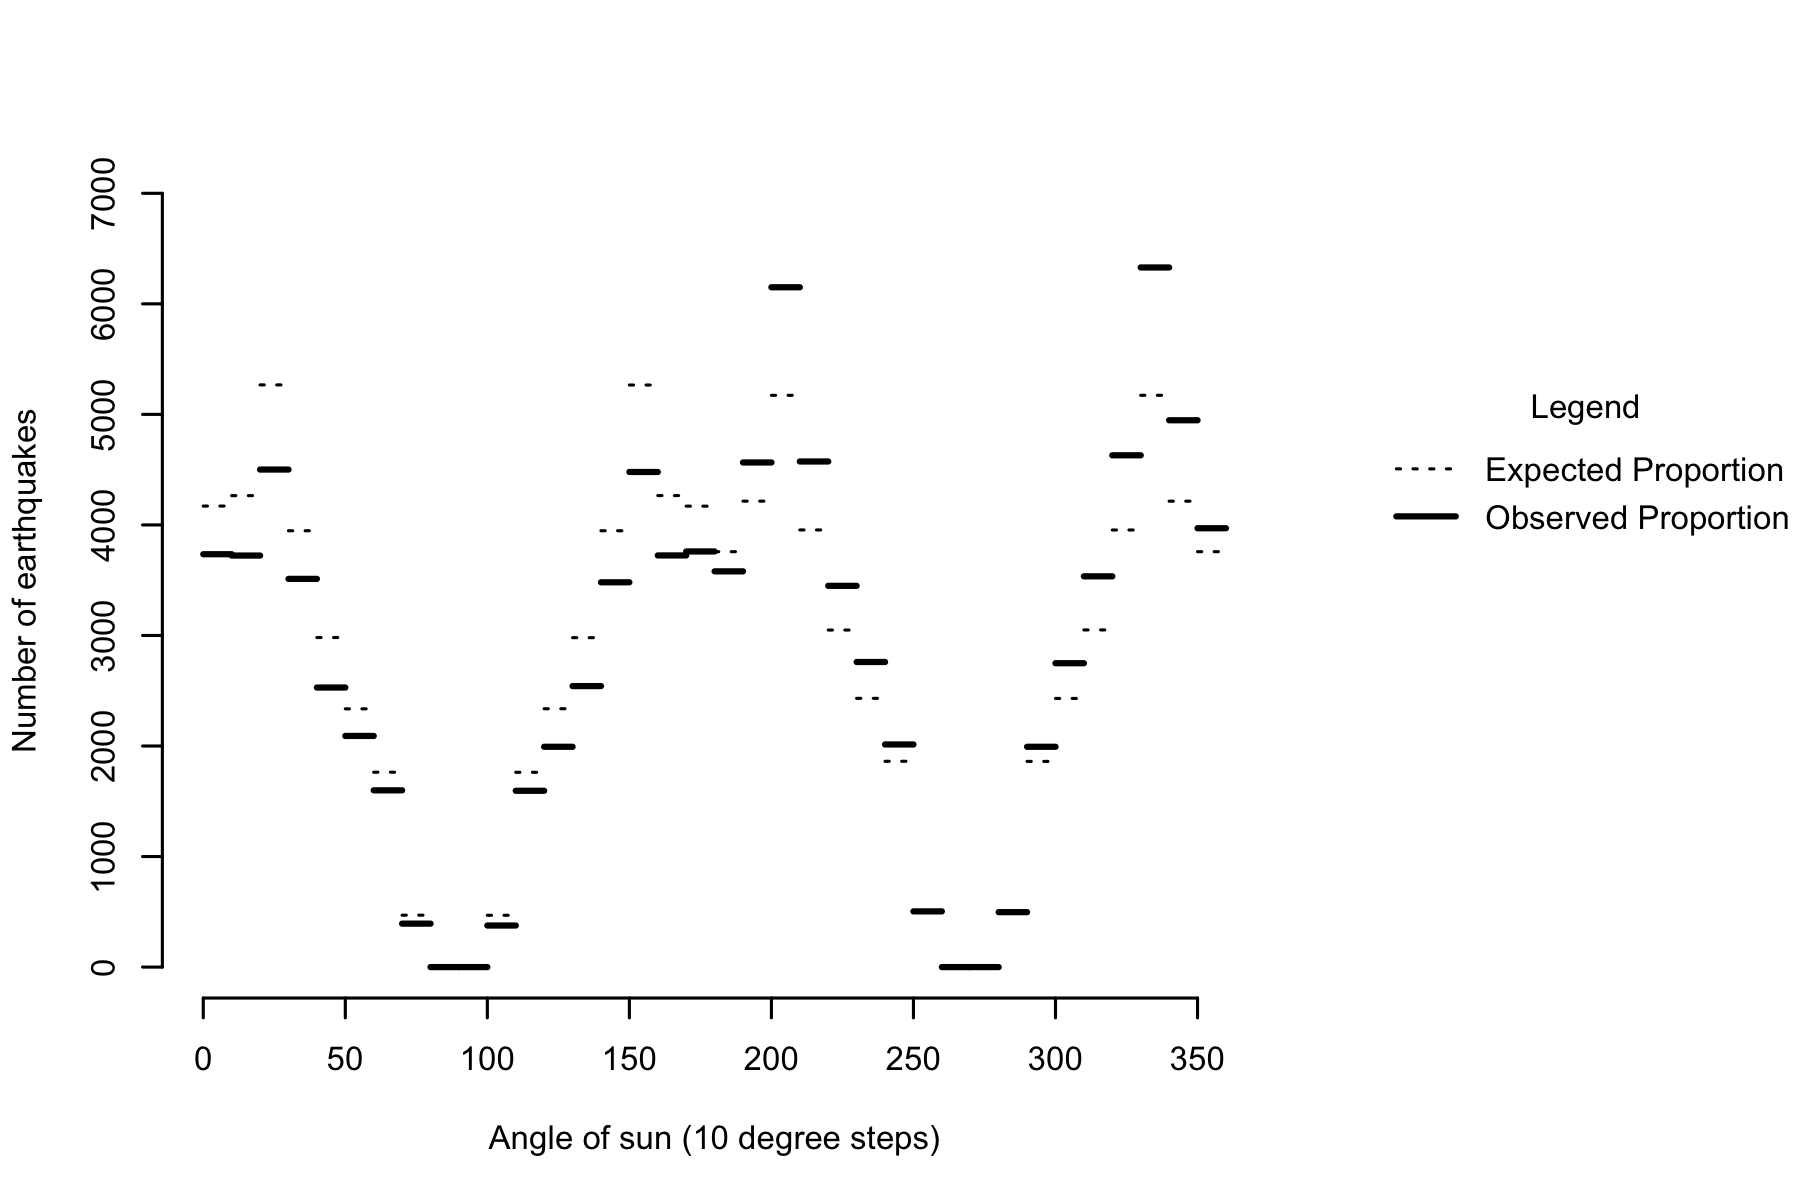 7000
6000
5000
4000
3000
2000
1000
0
Number of earthquakes
0 50 100 150 200 250 300 350
Angle of sun (10 degree steps)
Legend
Expected Proportion
Observed Proportion